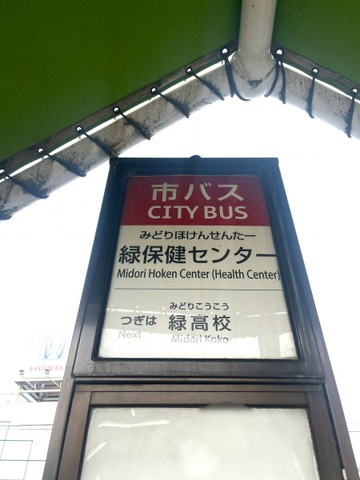 市バス
CITY BUS
みどりほけんせんたー
緑保健センター
Midori Hoken Center (Health Center)
みどりこうこう
つぎは 緑高校
Next Midori Koko
HONDA